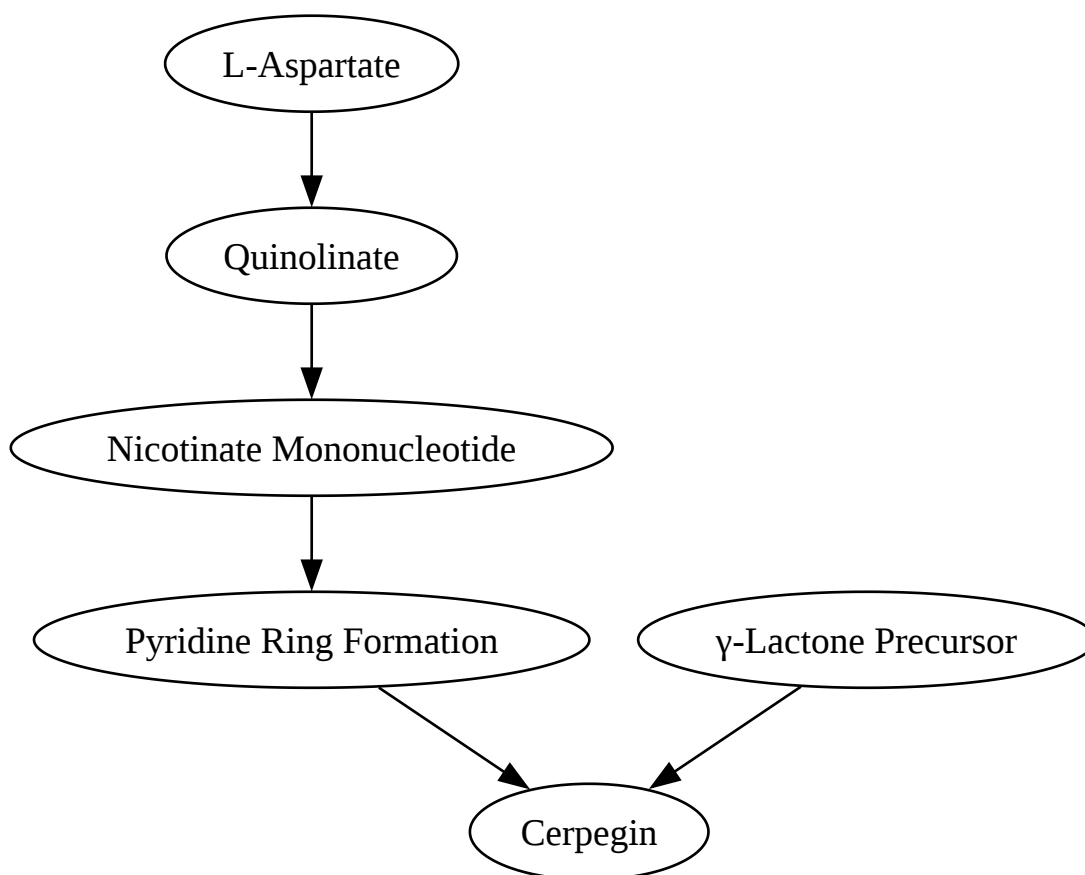 L-Aspartate
Quinolinate
Nicotinate Mononucleotide
Pyridine Ring Formation
γ-Lactone Precursor
Cerpegin